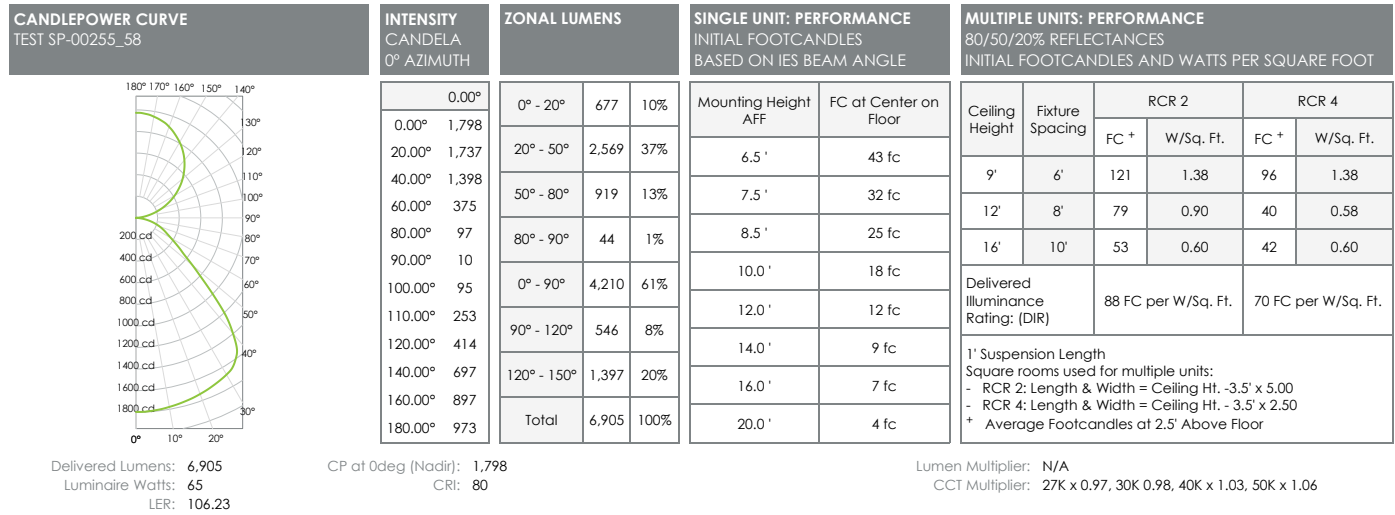 CANDLEPOWER CURVE
TEST SP-00255_58
180° 170° 160° 150° 140°
130°
120°
110°
100°
90°
80°
70°
60°
50°
40°
30°
200 cd
400 cd
600 cd
800 cd
1000 cd
1200 cd
1400 cd
1600 cd
1800 cd
0° 10° 20°
INTENSITY
CANDELA
0° AZIMUTH
0.00°
0.00° 1,798
20.00° 1,737
40.00° 1,398
60.00° 375
80.00° 97
90.00° 10
100.00° 95
110.00° 253
120.00° 414
140.00° 697
160.00° 897
180.00° 973
ZONAL LUMENS
0° - 20° 677 10%
20° - 50° 2,569 37%
50° - 80° 919 13%
80° - 90° 44 1%
0° - 90° 4,210 61%
90° - 120° 546 8%
120° - 150° 1,397 20%
Total 6,905 100%
SINGLE UNIT: PERFORMANCE
INITIAL FOOTCANDLES
BASED ON IES BEAM ANGLE
Mounting Height AFF FC at Center on Floor
6.5 ' 43 fc
7.5 ' 32 fc
8.5 ' 25 fc
10.0 ' 18 fc
12.0 ' 12 fc
14.0 ' 9 fc
16.0 ' 7 fc
20.0 ' 4 fc
MULTIPLE UNITS: PERFORMANCE
80/50/20% REFLECTANCES
INITIAL FOOTCANDLES AND WATTS PER SQUARE FOOT
Ceiling Height Fixture Spacing RCR 2 RCR 4
FC + W/Sq. Ft. FC + W/Sq. Ft.
9' 6' 121 1.38 96 1.38
12' 8' 79 0.90 40 0.58
16' 10' 53 0.60 42 0.60
Delivered
Illuminance
Rating: (DIR)
88 FC per W/Sq. Ft. 70 FC per W/Sq. Ft.
1' Suspension Length
Square rooms used for multiple units:
- RCR 2: Length & Width = Ceiling Ht. -3.5' x 5.00
- RCR 4: Length & Width = Ceiling Ht. - 3.5' x 2.50
+ Average Footcandles at 2.5' Above Floor
Delivered Lumens: 6,905
Luminaire Watts: 65
LER: 106.23
CP at 0deg (Nadir): 1,798
CRI: 80
Lumen Multiplier: N/A
CCT Multiplier: 27K x 0.97, 30K 0.98, 40K x 1.03, 50K x 1.06